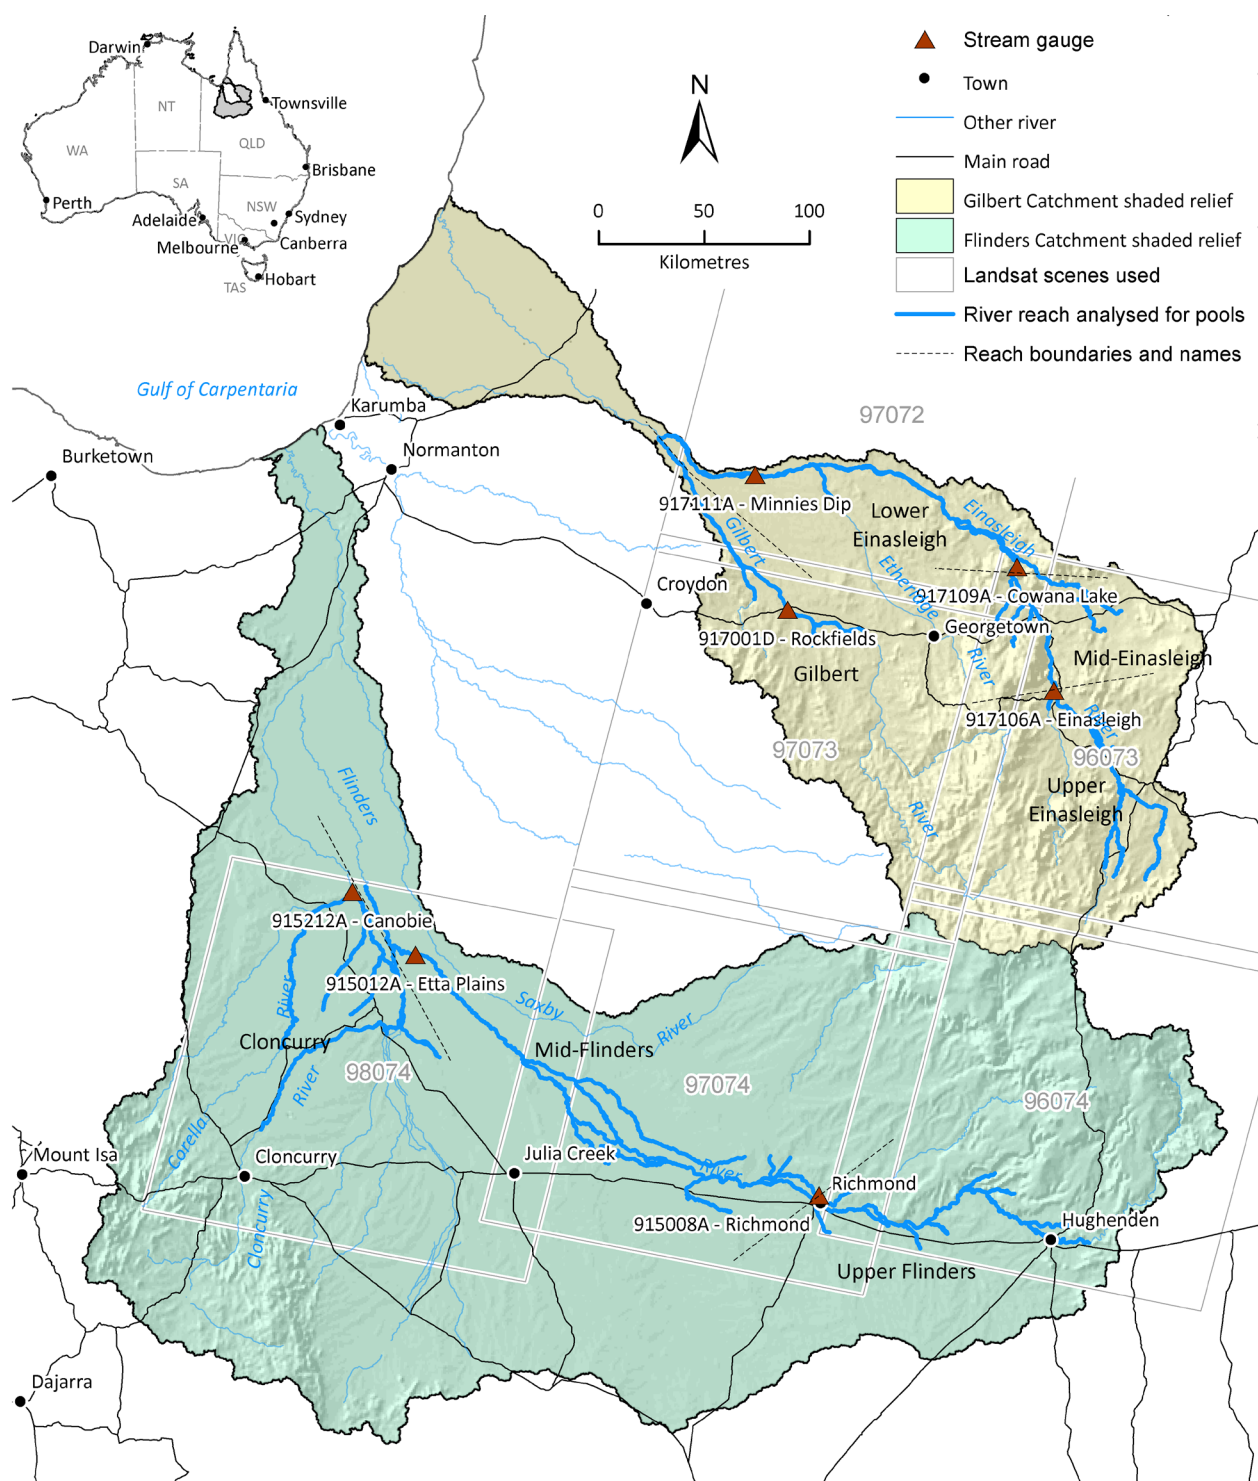 Darwin
NT
Townsville
WA
QLD
Brisbane
SA
Perth
NSW
Adelaide
Sydney
VIC
Melbourne
Canberra
Hobart
TAS
N
0 50 100
Kilometres
Stream gauge
Town
Other river
Main road
Gilbert Catchment shaded relief
Flinders Catchment shaded relief
Landsat scenes used
River reach analysed for pools
Reach boundaries and names
Gulf of Carpentaria
Karumba
Burketown
Normanton
97072
917111A - Minnies Dip
Lower
Einasleigh
Einasleigh
Gilbert
Etheridge
Croydon
917109A - Cowana Lake
917001D - Rockfields
Georgetown
Gilbert
River
Mid-Einasleigh
917106A - Einasleigh
River
97073
96073
Upper
Einasleigh
River
Flinders
915212A - Canobie
915012A - Etta Plains
River
Saxby
River
Cloncurry
Mid-Flinders
98074
97074
96074
River
Corella
Mount Isa
Cloncurry
Julia Creek
River
Richmond
915008A - Richmond
Hughenden
Cloncurry
Upper Flinders
Dajarra